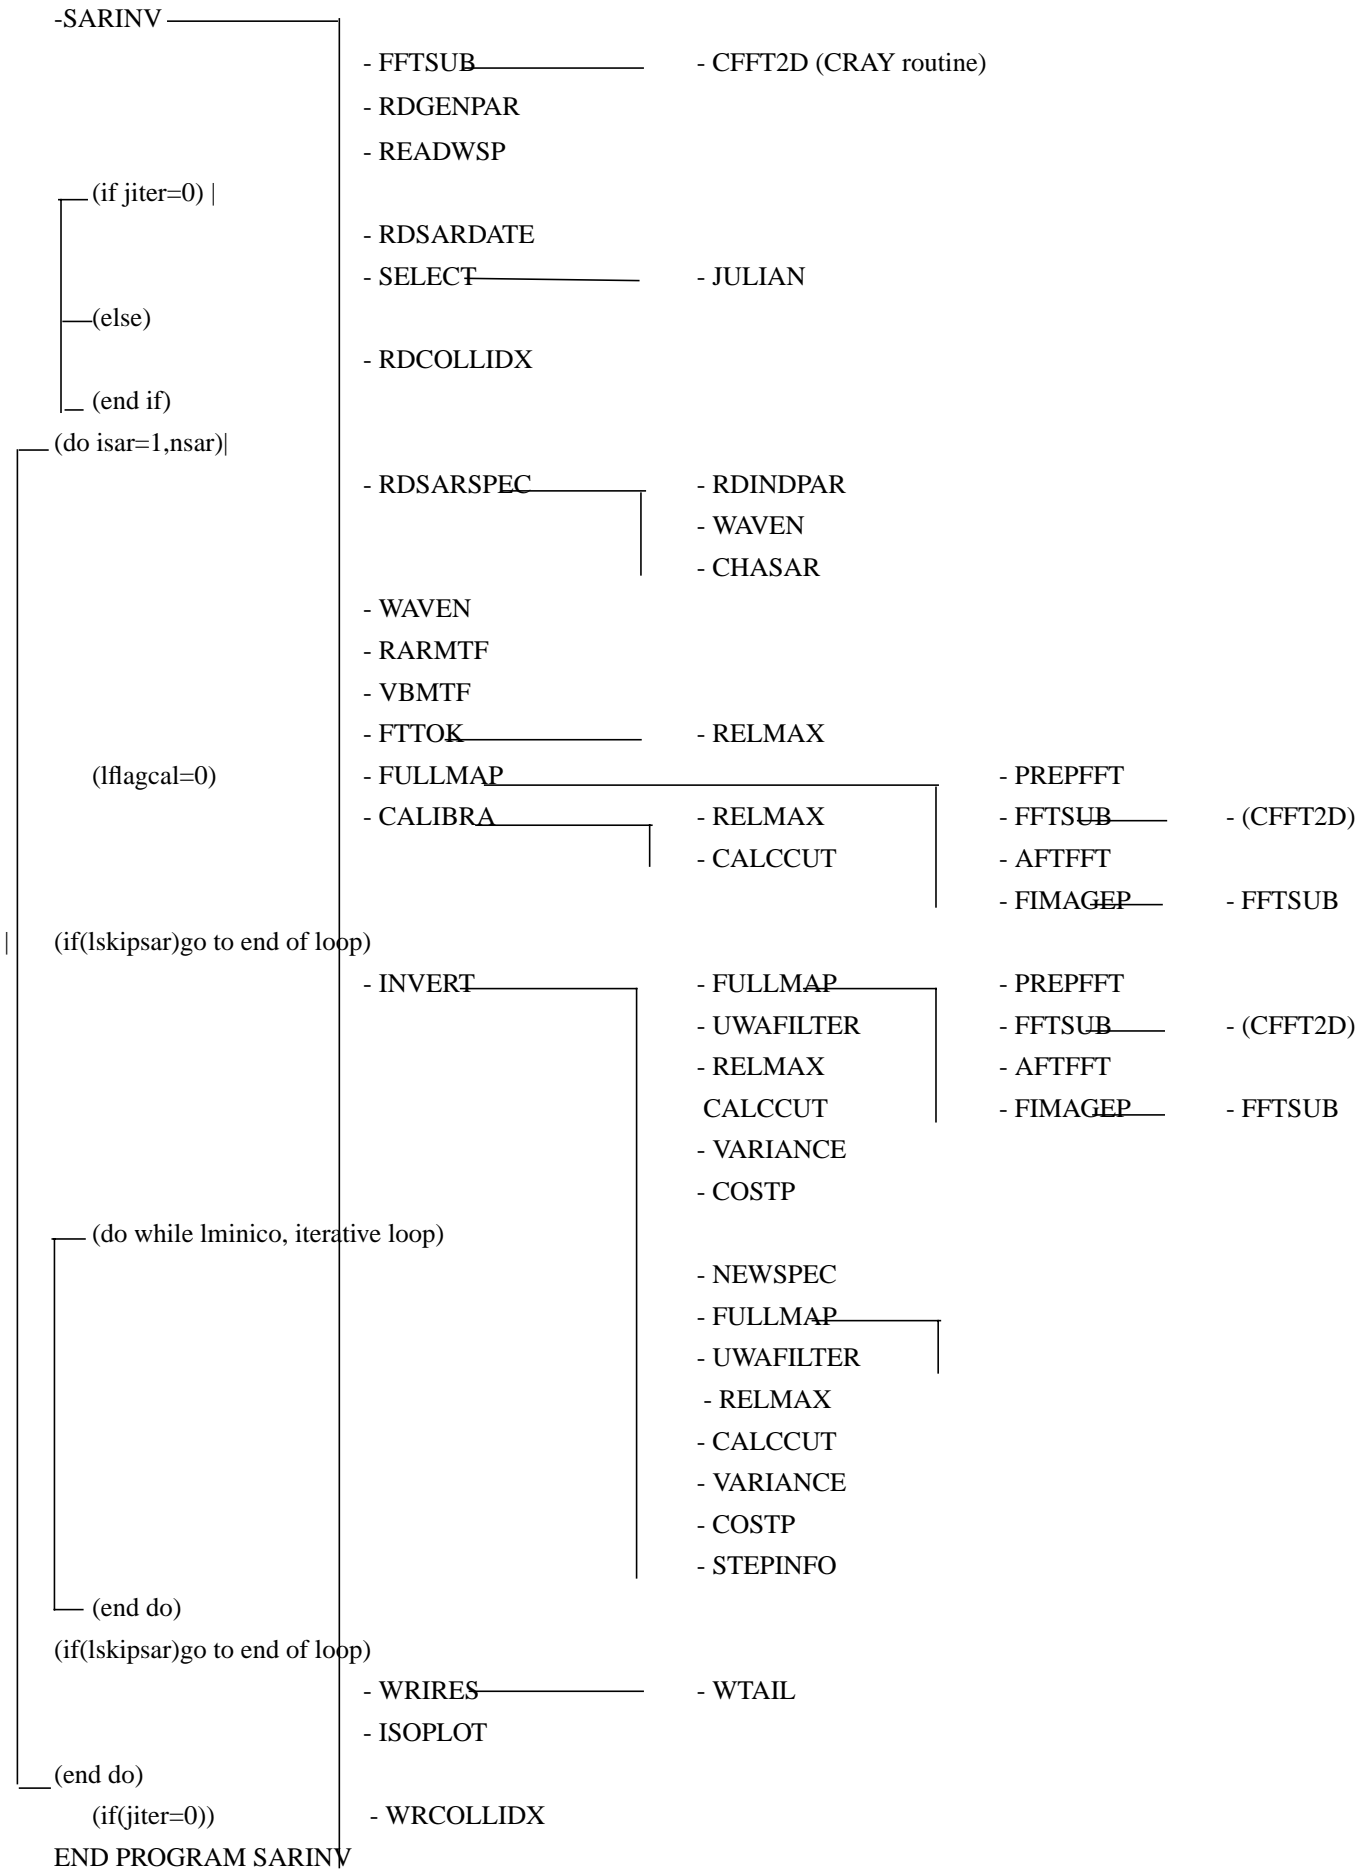 -SARINV
- FFTSUB - CFFT2D (CRAY routine)
- RDGENPAR
- READWSP
(if jiter=0) |
- RDSARDATE
- SELECT - JULIAN
(else)
- RDCOLLIDX
(end if)
(do isar=1,nsar)|
- RDSARSPEC - RDINDPAR
- WAVEN
- CHASAR
- WAVEN
- RARMTF
- VBMTF
- FTTOK - RELMAX
(lflagcal=0) - FULLMAP - PREPFFT
- CALIBRA - RELMAX - FFTSUB - (CFFT2D)
- CALCCUT - AFTFFT
- FIMAGEP - FFTSUB
| (if(lskipsar)go to end of loop)
- INVERT - FULLMAP - PREPFFT
- UWAFILTER - FFTSUB - (CFFT2D)
- RELMAX - AFTFFT
CALCCUT - FIMAGEP - FFTSUB
- VARIANCE
- COSTP
(do while lminico, iterative loop)
- NEWSPEC
- FULLMAP
- UWAFILTER
- RELMAX
- CALCCUT
- VARIANCE
- COSTP
- STEPINFO
(end do)
(if(lskipsar)go to end of loop)
- WRIRES - WTAIL
- ISOPLOT
(end do)
(if(jiter=0)) - WRCOLLIDX
END PROGRAM SARINV